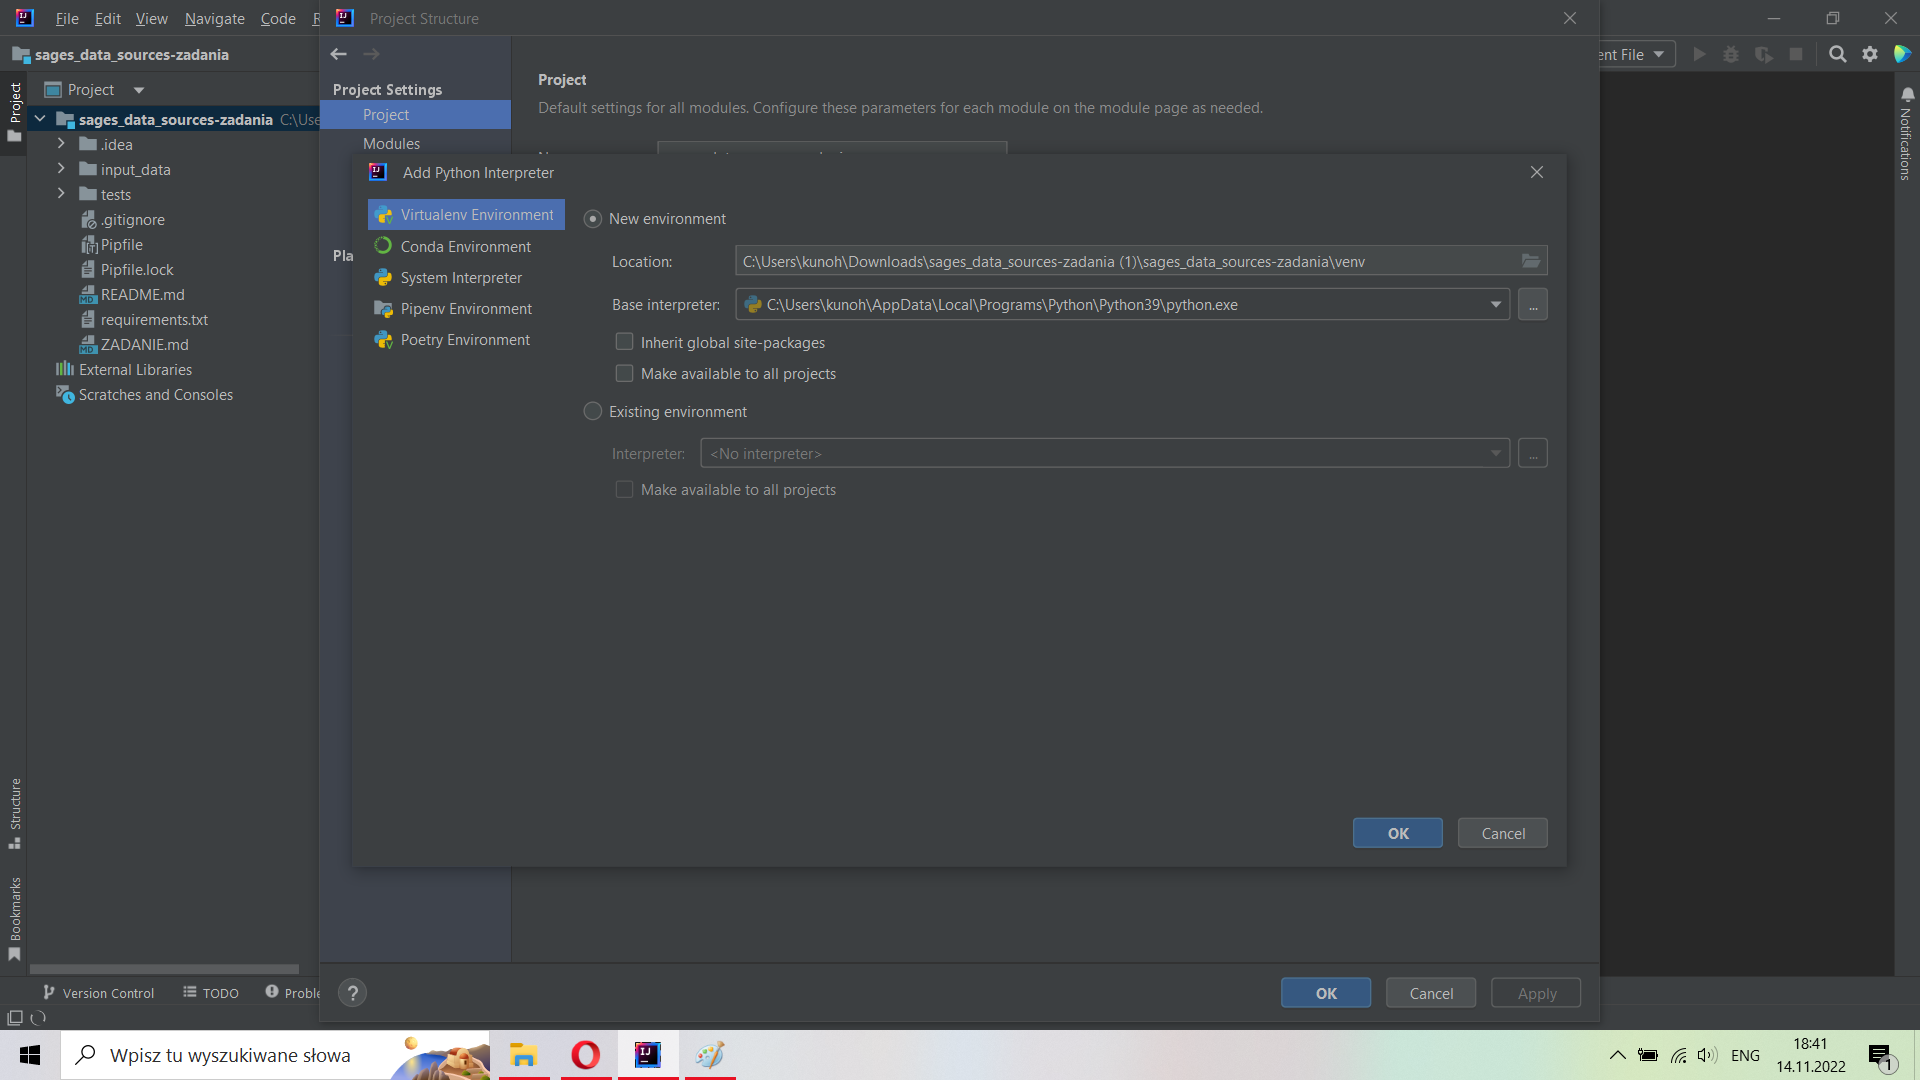 File Edit View Navigate Code
Project Structure
sages_data_sources-zadania
ent File
Project
Project
sages_data_sources-zadania
.idea
input_data
tests
.gitignore
Pipfile
Pipfile.lock
README.md
requirements.txt
ZADANIE.md
External Libraries
Scratches and Consoles
Structure
Bookmarks
Notifications
Project Settings
Project
Modules
Project
Default settings for all modules. Configure these parameters for each module on the module page as needed.
Add Python Interpreter
Virtualenv Environment
Conda Environment
System Interpreter
Pipenv Environment
Poetry Environment
New environment
Location: C:\Users\kunoh\Downloads\sages_data_sources-zadania (1)\sages_data_sources-zadania\venv
Base interpreter: C:\Users\kunoh\AppData\Local\Programs\Python\Python39\python.exe ...
Inherit global site-packages
Make available to all projects
Existing environment
Interpreter: <No interpreter> ...
Make available to all projects
OK Cancel
? OK Cancel Apply
Version Control TODO
Wpisz tu wyszukiwane słowa
ENG
18:41
14.11.2022
1